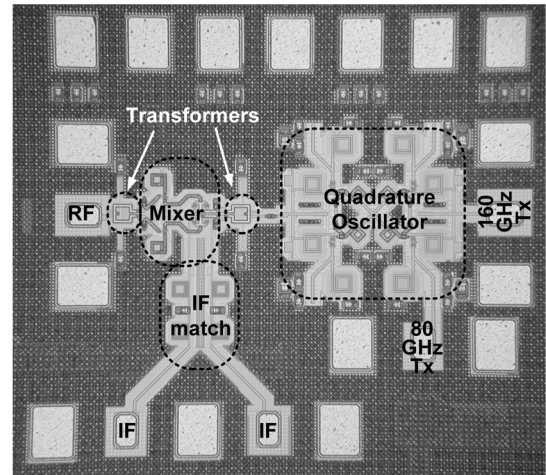 Transformers
RF
Mixer
Quadrature
Oscillator
160
GHz
Tx
IF
match
80
GHz
Tx
IF
IF